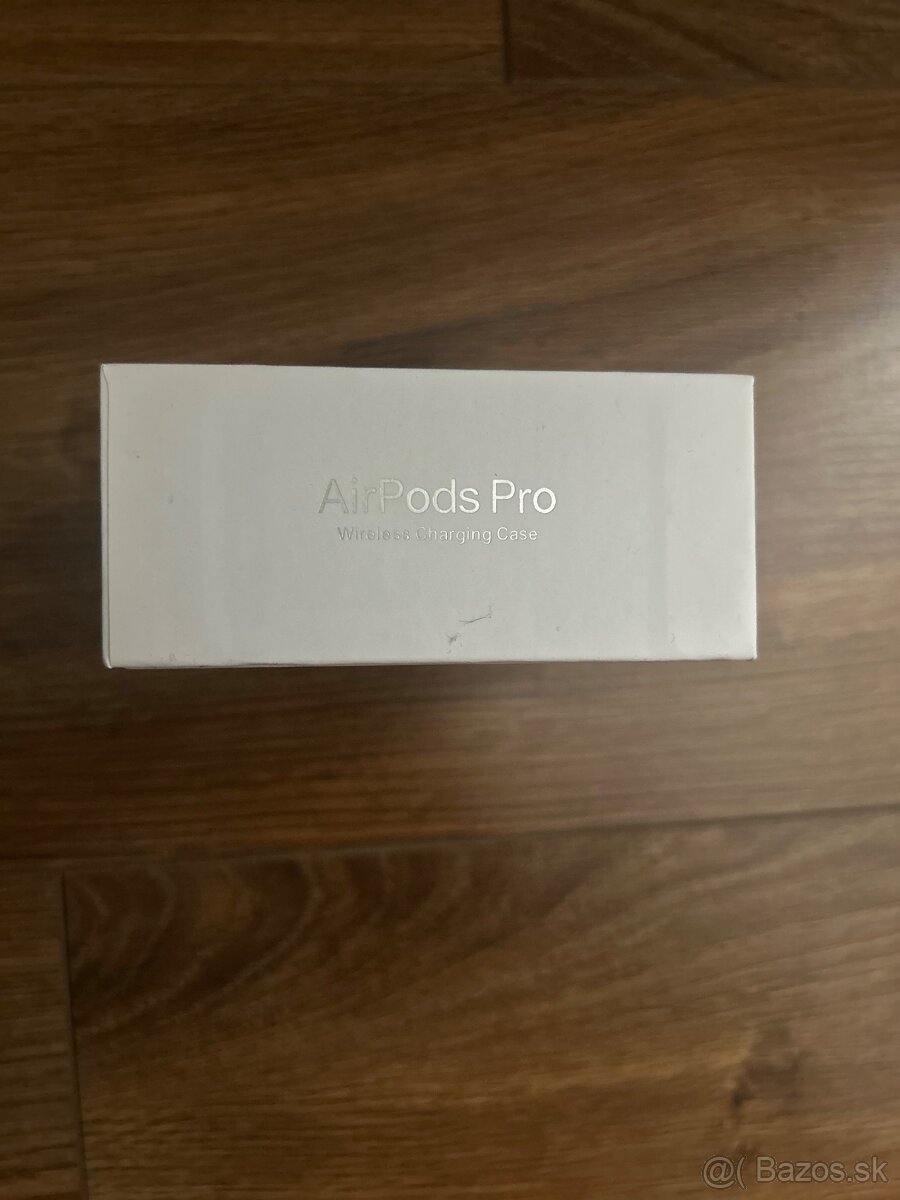 AirPods Pro
Wireless Charging Case
@( Bazos.sk